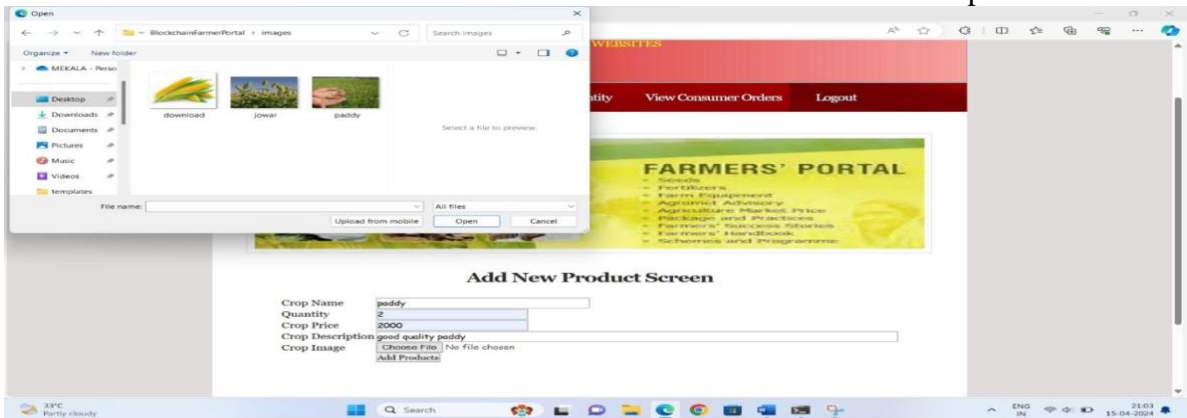 Open
BlockchainFarmerPortal > images
Search images
Organize
New folder
MEKALA - Perso
Desktop
Downloads
Documents
Pictures
Music
Videos
templates
download
jowar
paddy
Select a file to preview.
File name:
All files
Upload from mobile
Open
Cancel
WEBSITES
ntity
View Consumer Orders
Logout
FARMERS' PORTAL
Seeds
Fertilizers
Farm Equipment
Agromet Advisory
Agriculture Market Price
Package and Practices
Farmers' Success Stories
Farmers' Handbook
Schemes and Programme
Add New Product Screen
Crop Name paddy
Quantity 2
Crop Price 2000
Crop Description good quality paddy
Crop Image Choose File No file chosen
Add Products
33°C
Partly cloudy
Search
ENG
IN
21:03
15-04-2024